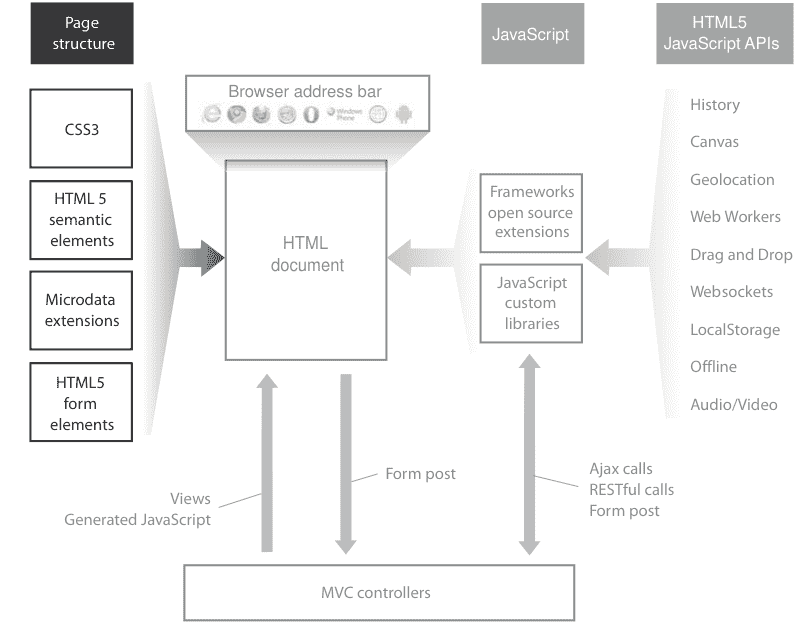 Page
structure
JavaScript
HTML5
JavaScript APIs
Browser address bar
Windows
Phone
CSS3
HTML 5
semantic
elements
Microdata
extensions
HTML5
form
elements
HTML
document
Frameworks
open source
extensions
JavaScript
custom
libraries
History
Canvas
Geolocation
Web Workers
Drag and Drop
Websockets
LocalStorage
Offline
Audio/Video
Views
Generated JavaScript
Form post
Ajax calls
RESTful calls
Form post
MVC controllers